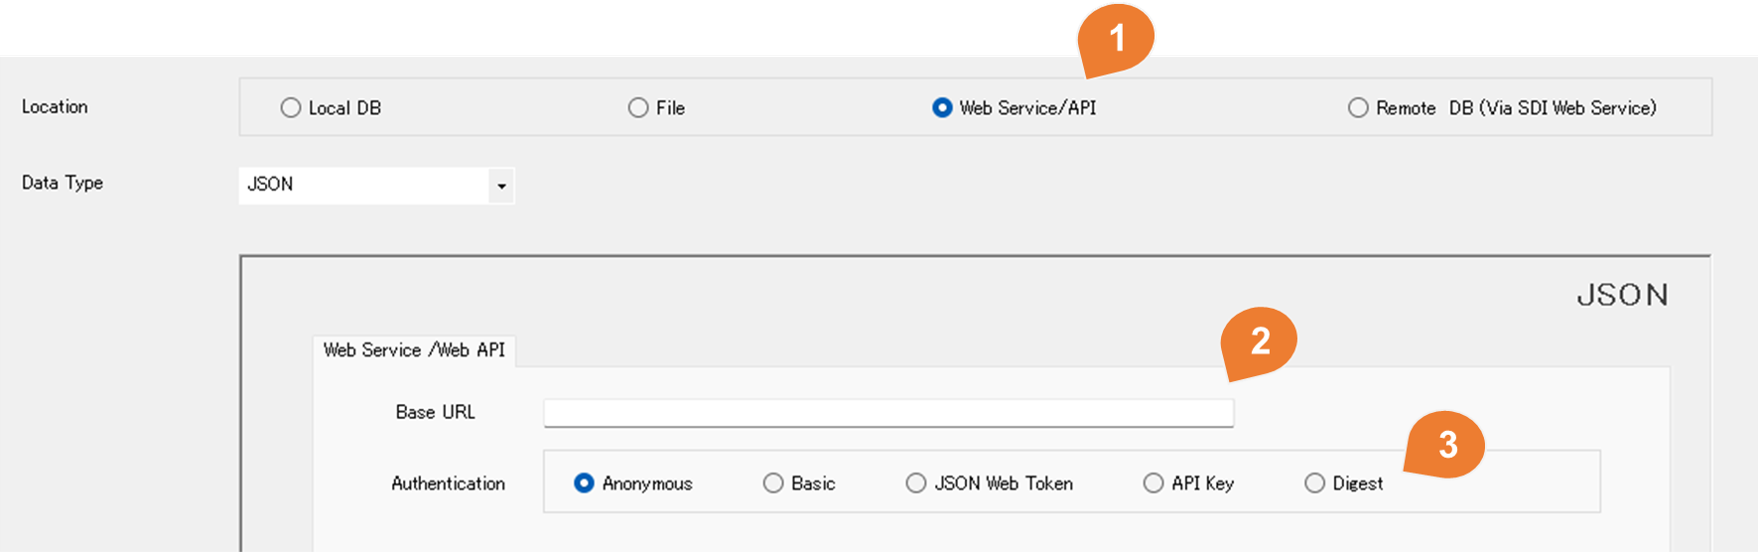 1
Location Local DB File Web Service/API Remote DB (Via SDI Web Service)
Data Type JSON
JSON
2
Web Service /Web API
Base URL
3
Authentication Anonymous Basic JSON Web Token API Key Digest